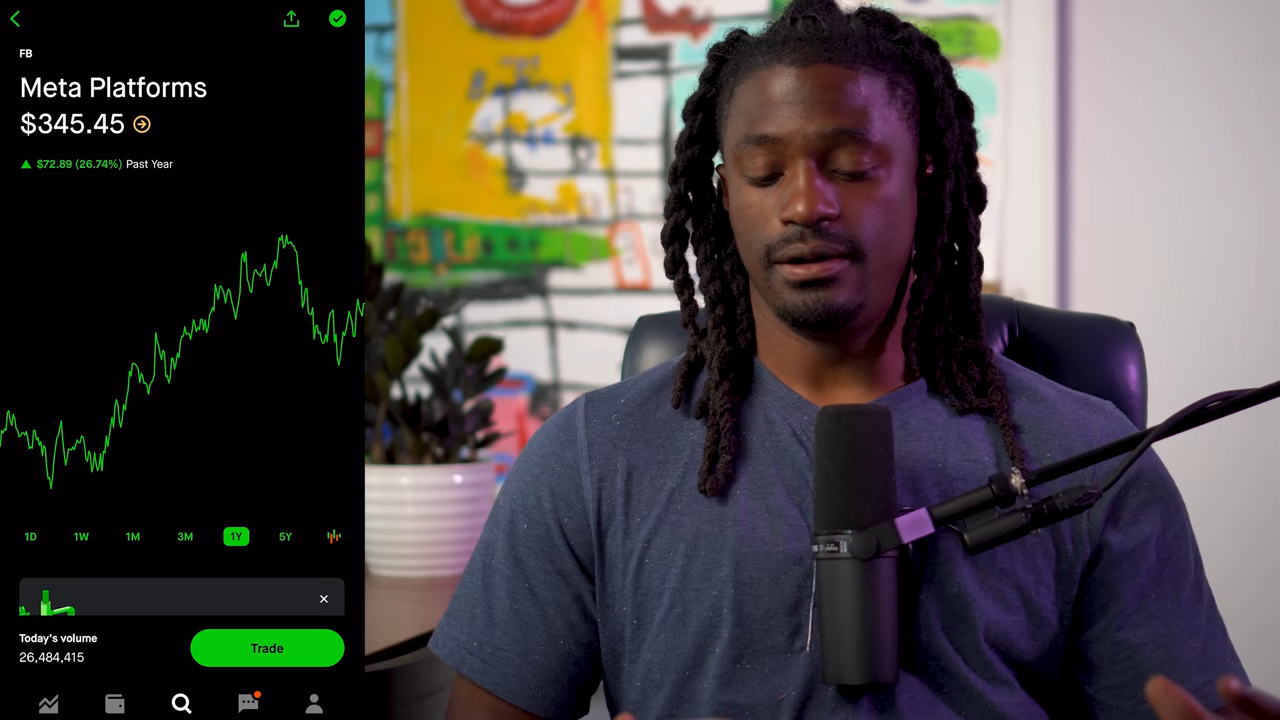 FB
Meta Platforms
$345.45
$72.89 (26.74%) Past Year
1D 1W 1M 3M 1Y 5Y
Today's volume
26,484,415
Trade